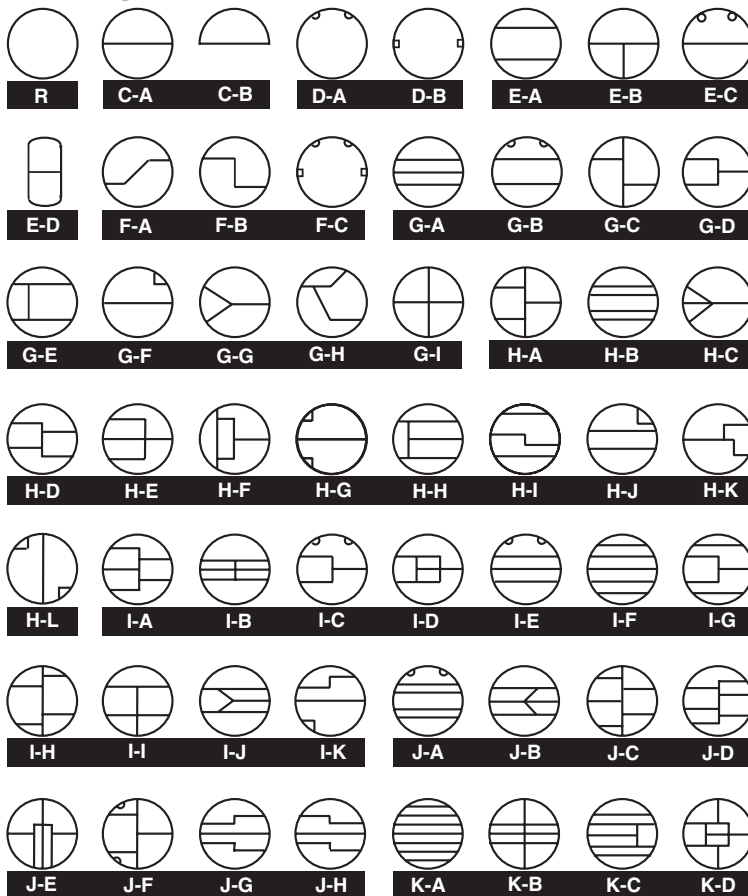 R C-A C-B D-A D-B E-A E-B E-C
E-D F-A F-B F-C G-A G-B G-C G-D
G-E G-F G-G G-H G-I H-A H-B H-C
H-D H-E H-F H-G H-H H-I H-J H-K
H-L I-A I-B I-C I-D I-E I-F I-G
I-H I-I I-J I-K J-A J-B J-C J-D
J-E J-F J-G J-H K-A K-B K-C K-D